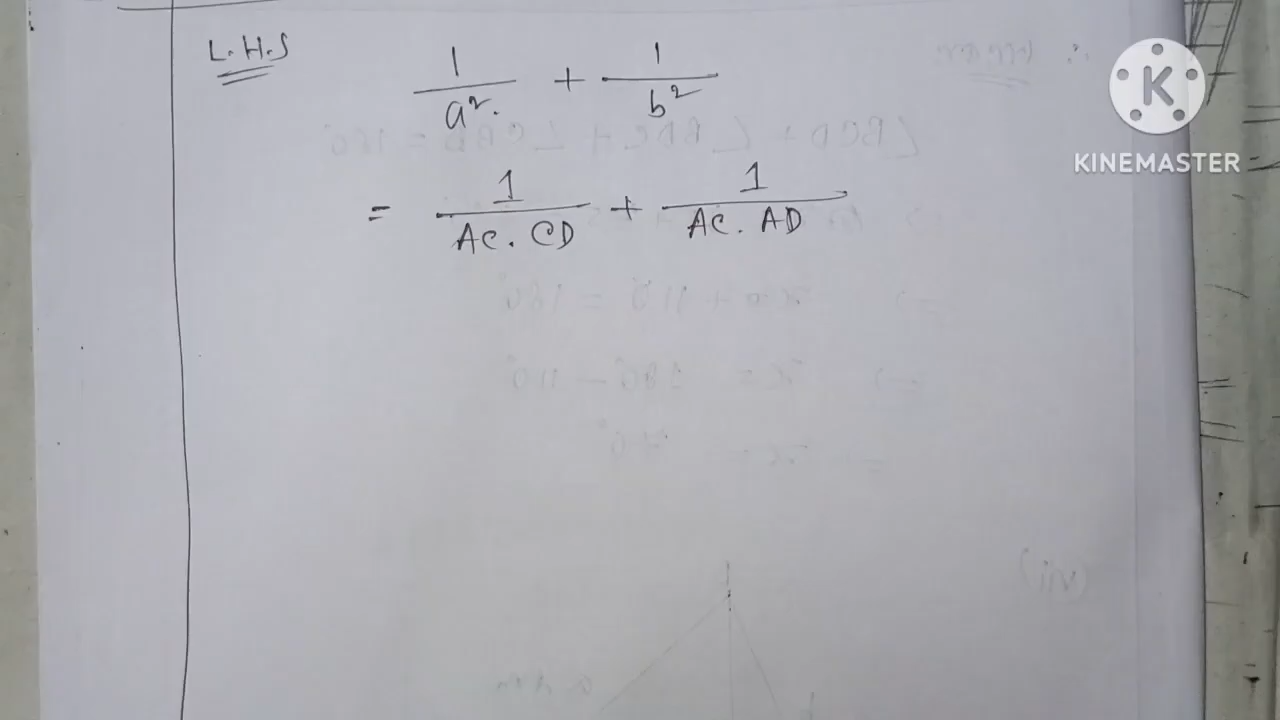 L.H.S
1/a². + 1/b²
= 1/AC.CD + 1/AC.AD
K
KINEMASTER